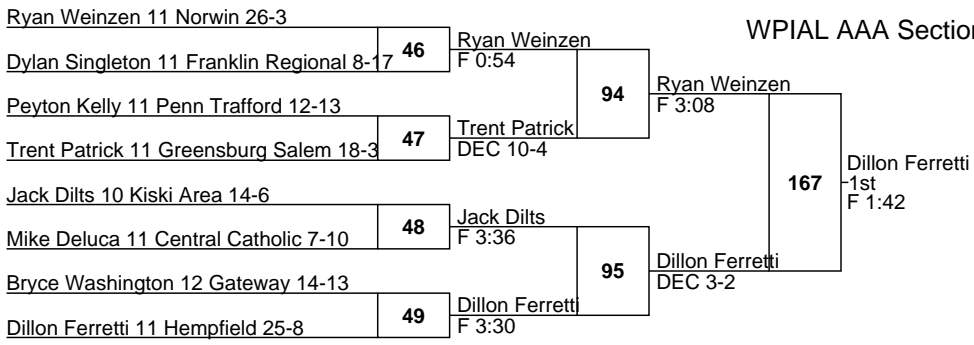 Ryan Weinzen 11 Norwin 26-3
WPIAL AAA Section
46
Ryan Weinzen
F 0:54
Dylan Singleton 11 Franklin Regional 8-17
94
Ryan Weinzen
F 3:08
Peyton Kelly 11 Penn Trafford 12-13
47
Trent Patrick
DEC 10-4
Trent Patrick 11 Greensburg Salem 18-3
167
Dillon Ferretti
1st
F 1:42
Jack Dilts 10 Kiski Area 14-6
48
Jack Dilts
F 3:36
Mike Deluca 11 Central Catholic 7-10
95
Dillon Ferretti
DEC 3-2
Bryce Washington 12 Gateway 14-13
49
Dillon Ferretti
F 3:30
Dillon Ferretti 11 Hempfield 25-8